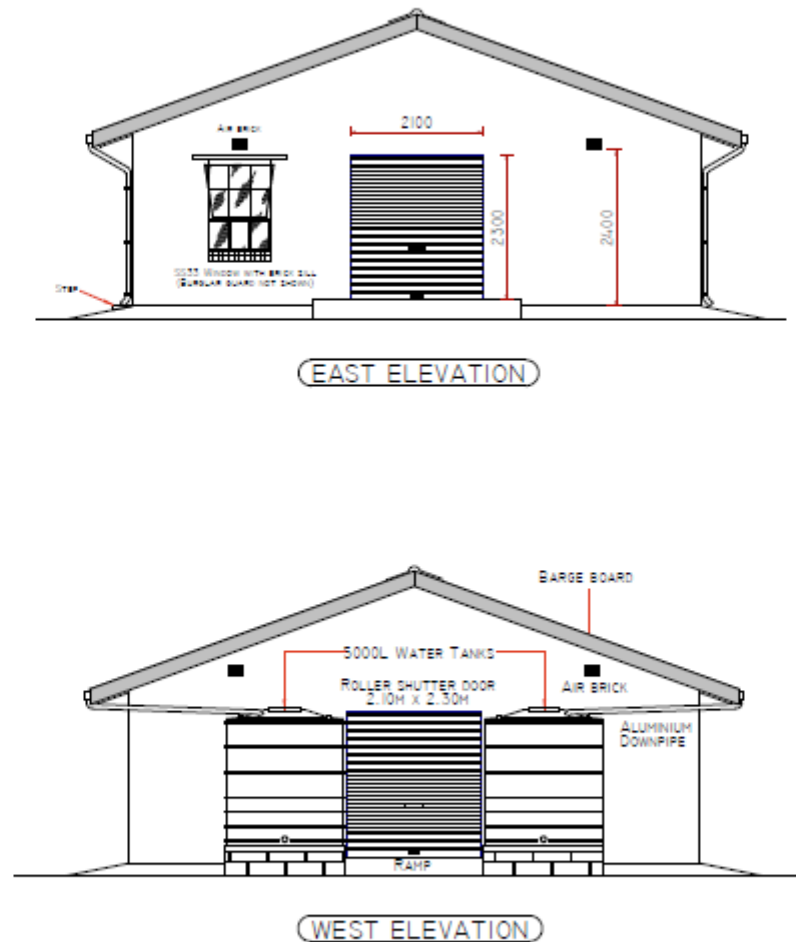 AIR BRICK
2100
2300
2400
SS33 WINDOW WITH BRICK SILL
(BURGLAR GUARD NOT SHOWN)
STEP
EAST ELEVATION
BARGE BOARD
5000L WATER TANKS
ROLLER SHUTTER DOOR
2.10M X 2.30M
AIR BRICK
ALUMINIUM
DOWNPIPE
RAMP
WEST ELEVATION